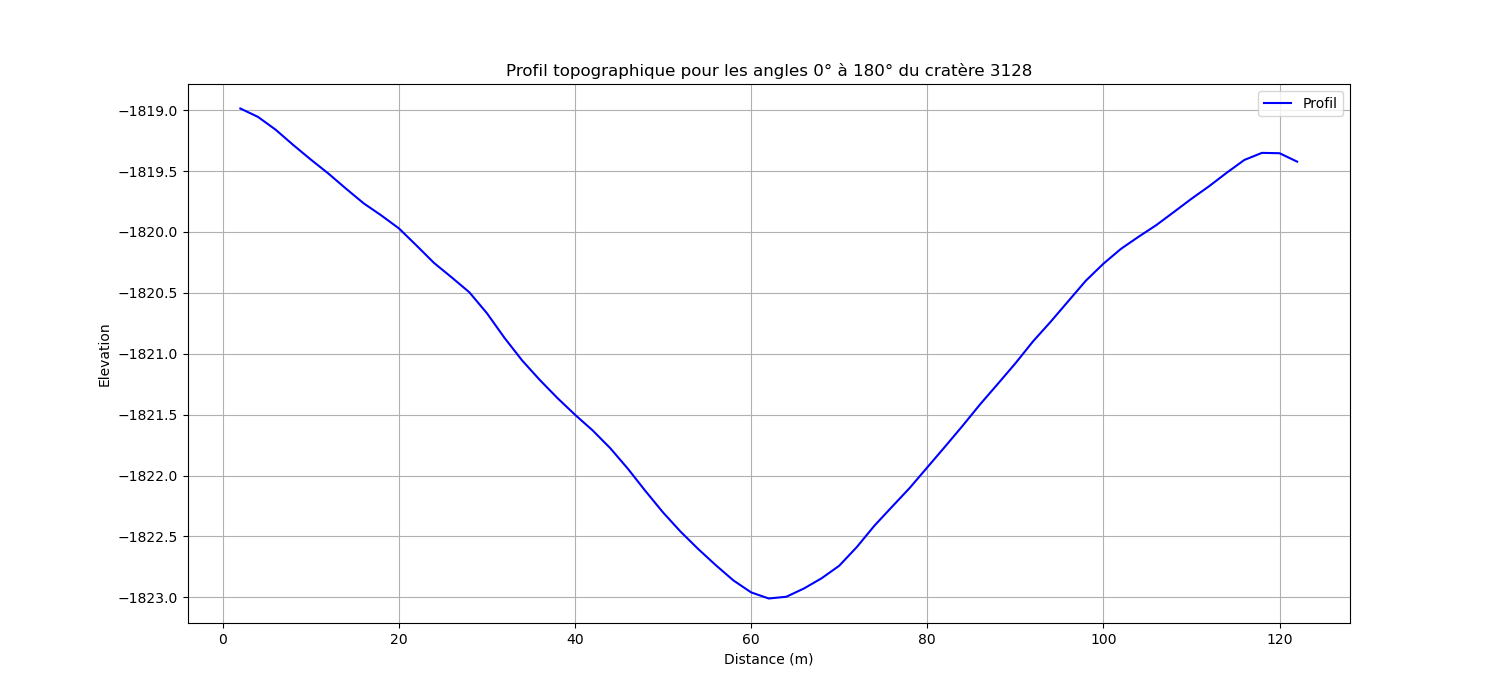 Profil topographique pour les angles 0° à 180° du cratère 3128
Profil
−1819.0
−1819.5
−1820.0
−1820.5
−1821.0
−1821.5
−1822.0
−1822.5
−1823.0
Elevation
0 20 40 60 80 100 120
Distance (m)